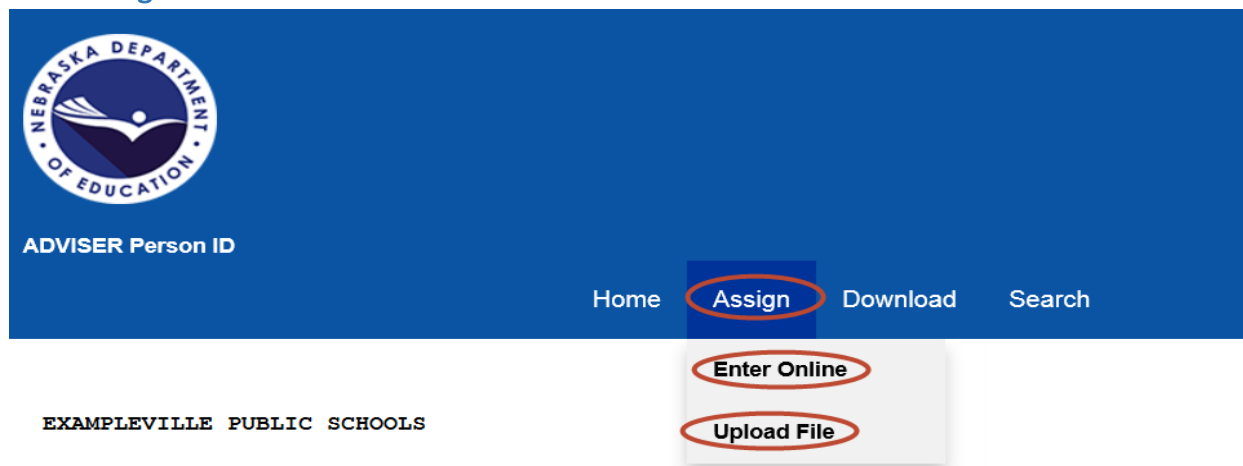 NEBRASKA DEPARTMENT
OF EDUCATION
ADVISER Person ID
Home Assign Download Search
Enter Online
EXAMPLEVILLE PUBLIC SCHOOLS
Upload File